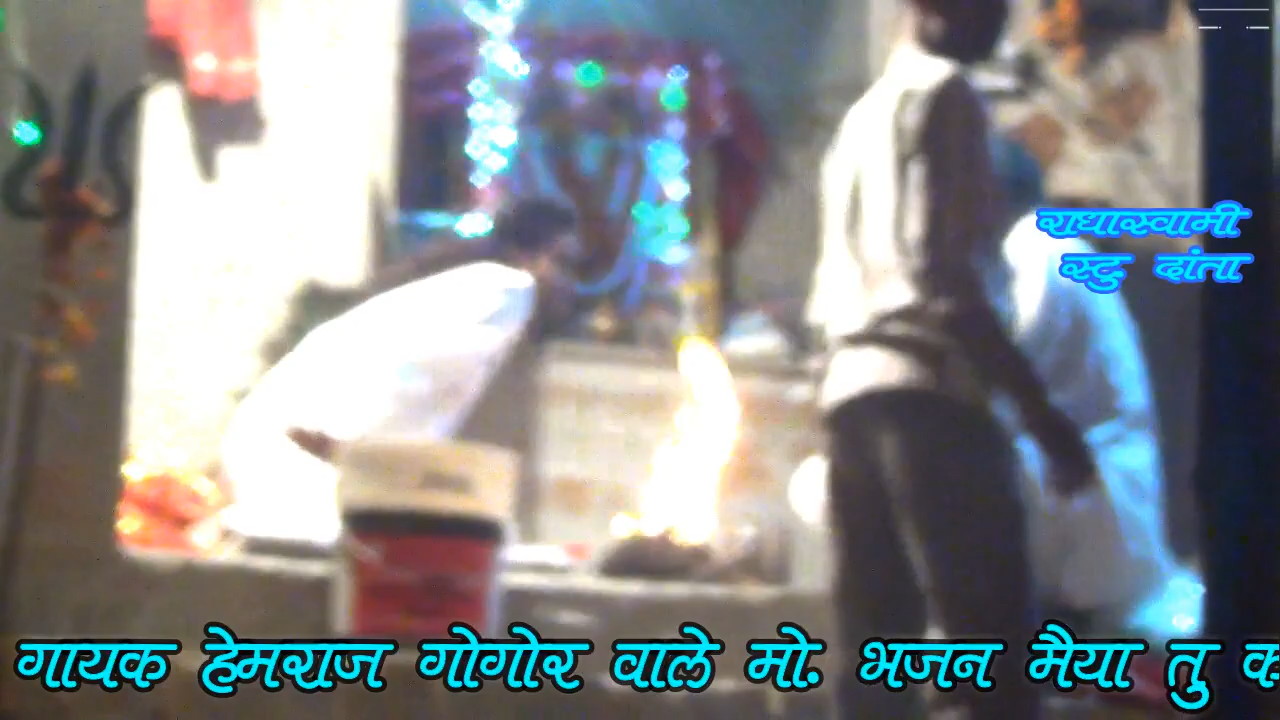 राधास्वामी
स्टु दांता
गायक हेमराज गोगोर वाले मो. भजन मैया तु